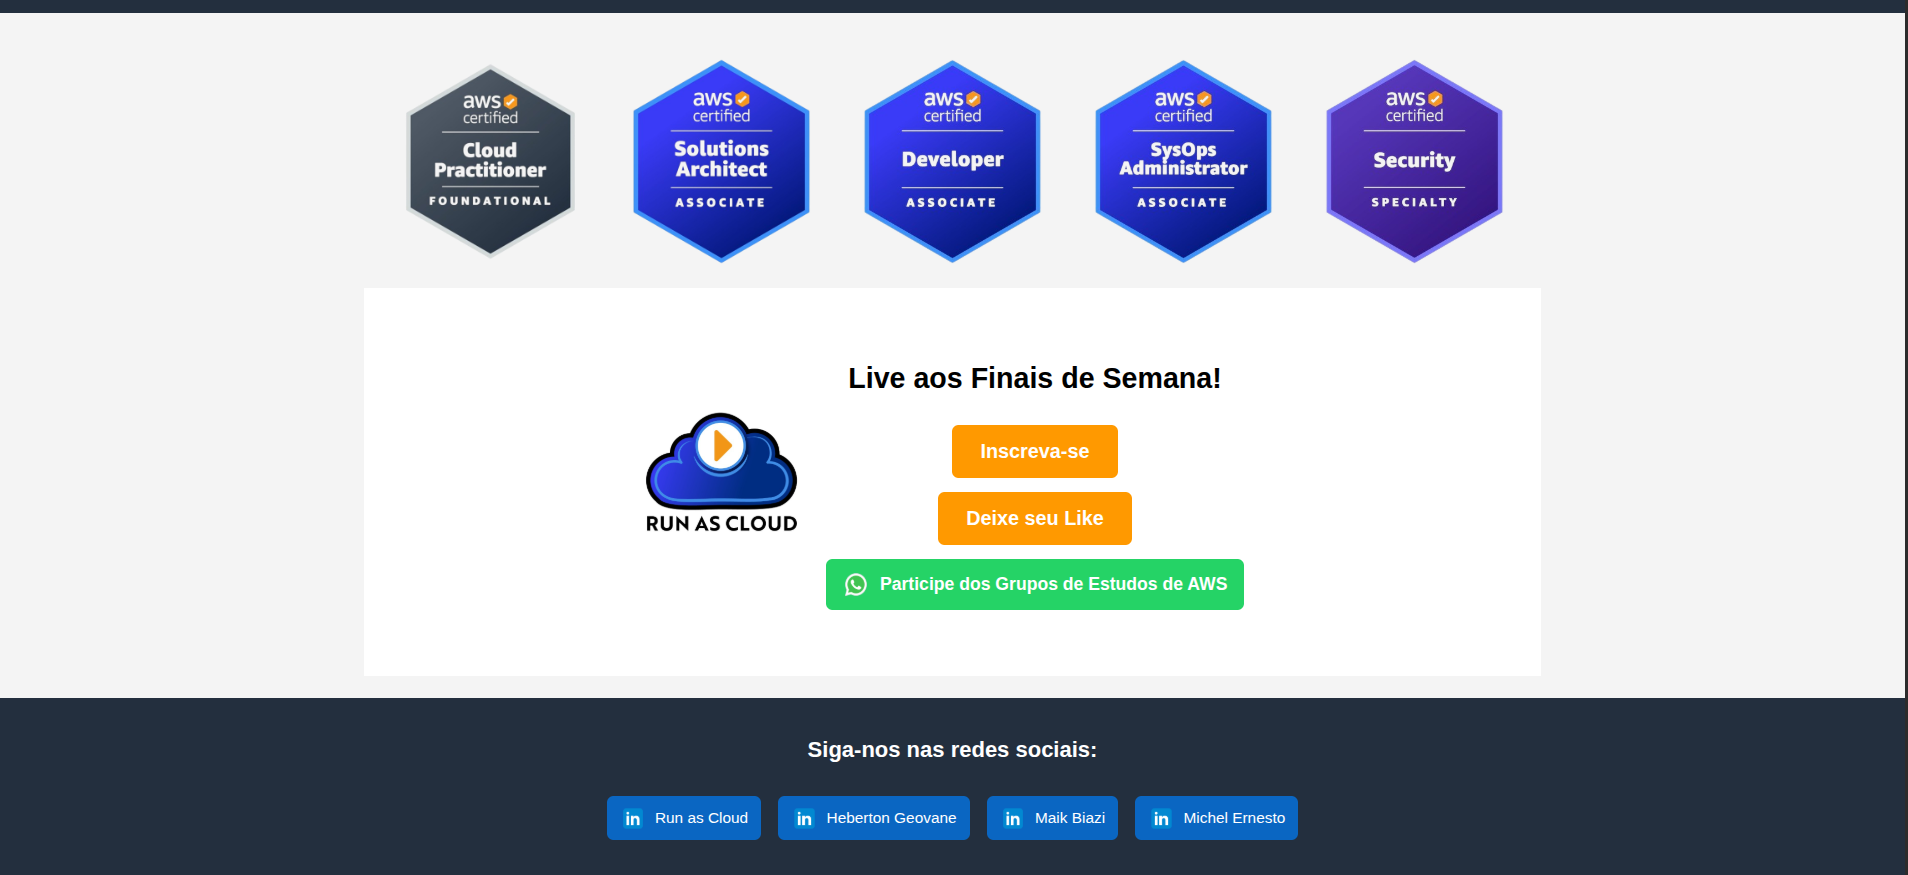 aws
certified
Cloud
Practitioner
FOUNDATIONAL
aws
certified
Solutions
Architect
ASSOCIATE
aws
certified
Developer
ASSOCIATE
aws
certified
SysOps
Administrator
ASSOCIATE
aws
certified
Security
SPECIALTY
RUN AS CLOUD
Live aos Finais de Semana!
Inscreva-se
Deixe seu Like
Participe dos Grupos de Estudos de AWS
Siga-nos nas redes sociais:
in Run as Cloud
in Heberton Geovane
in Maik Biazi
in Michel Ernesto